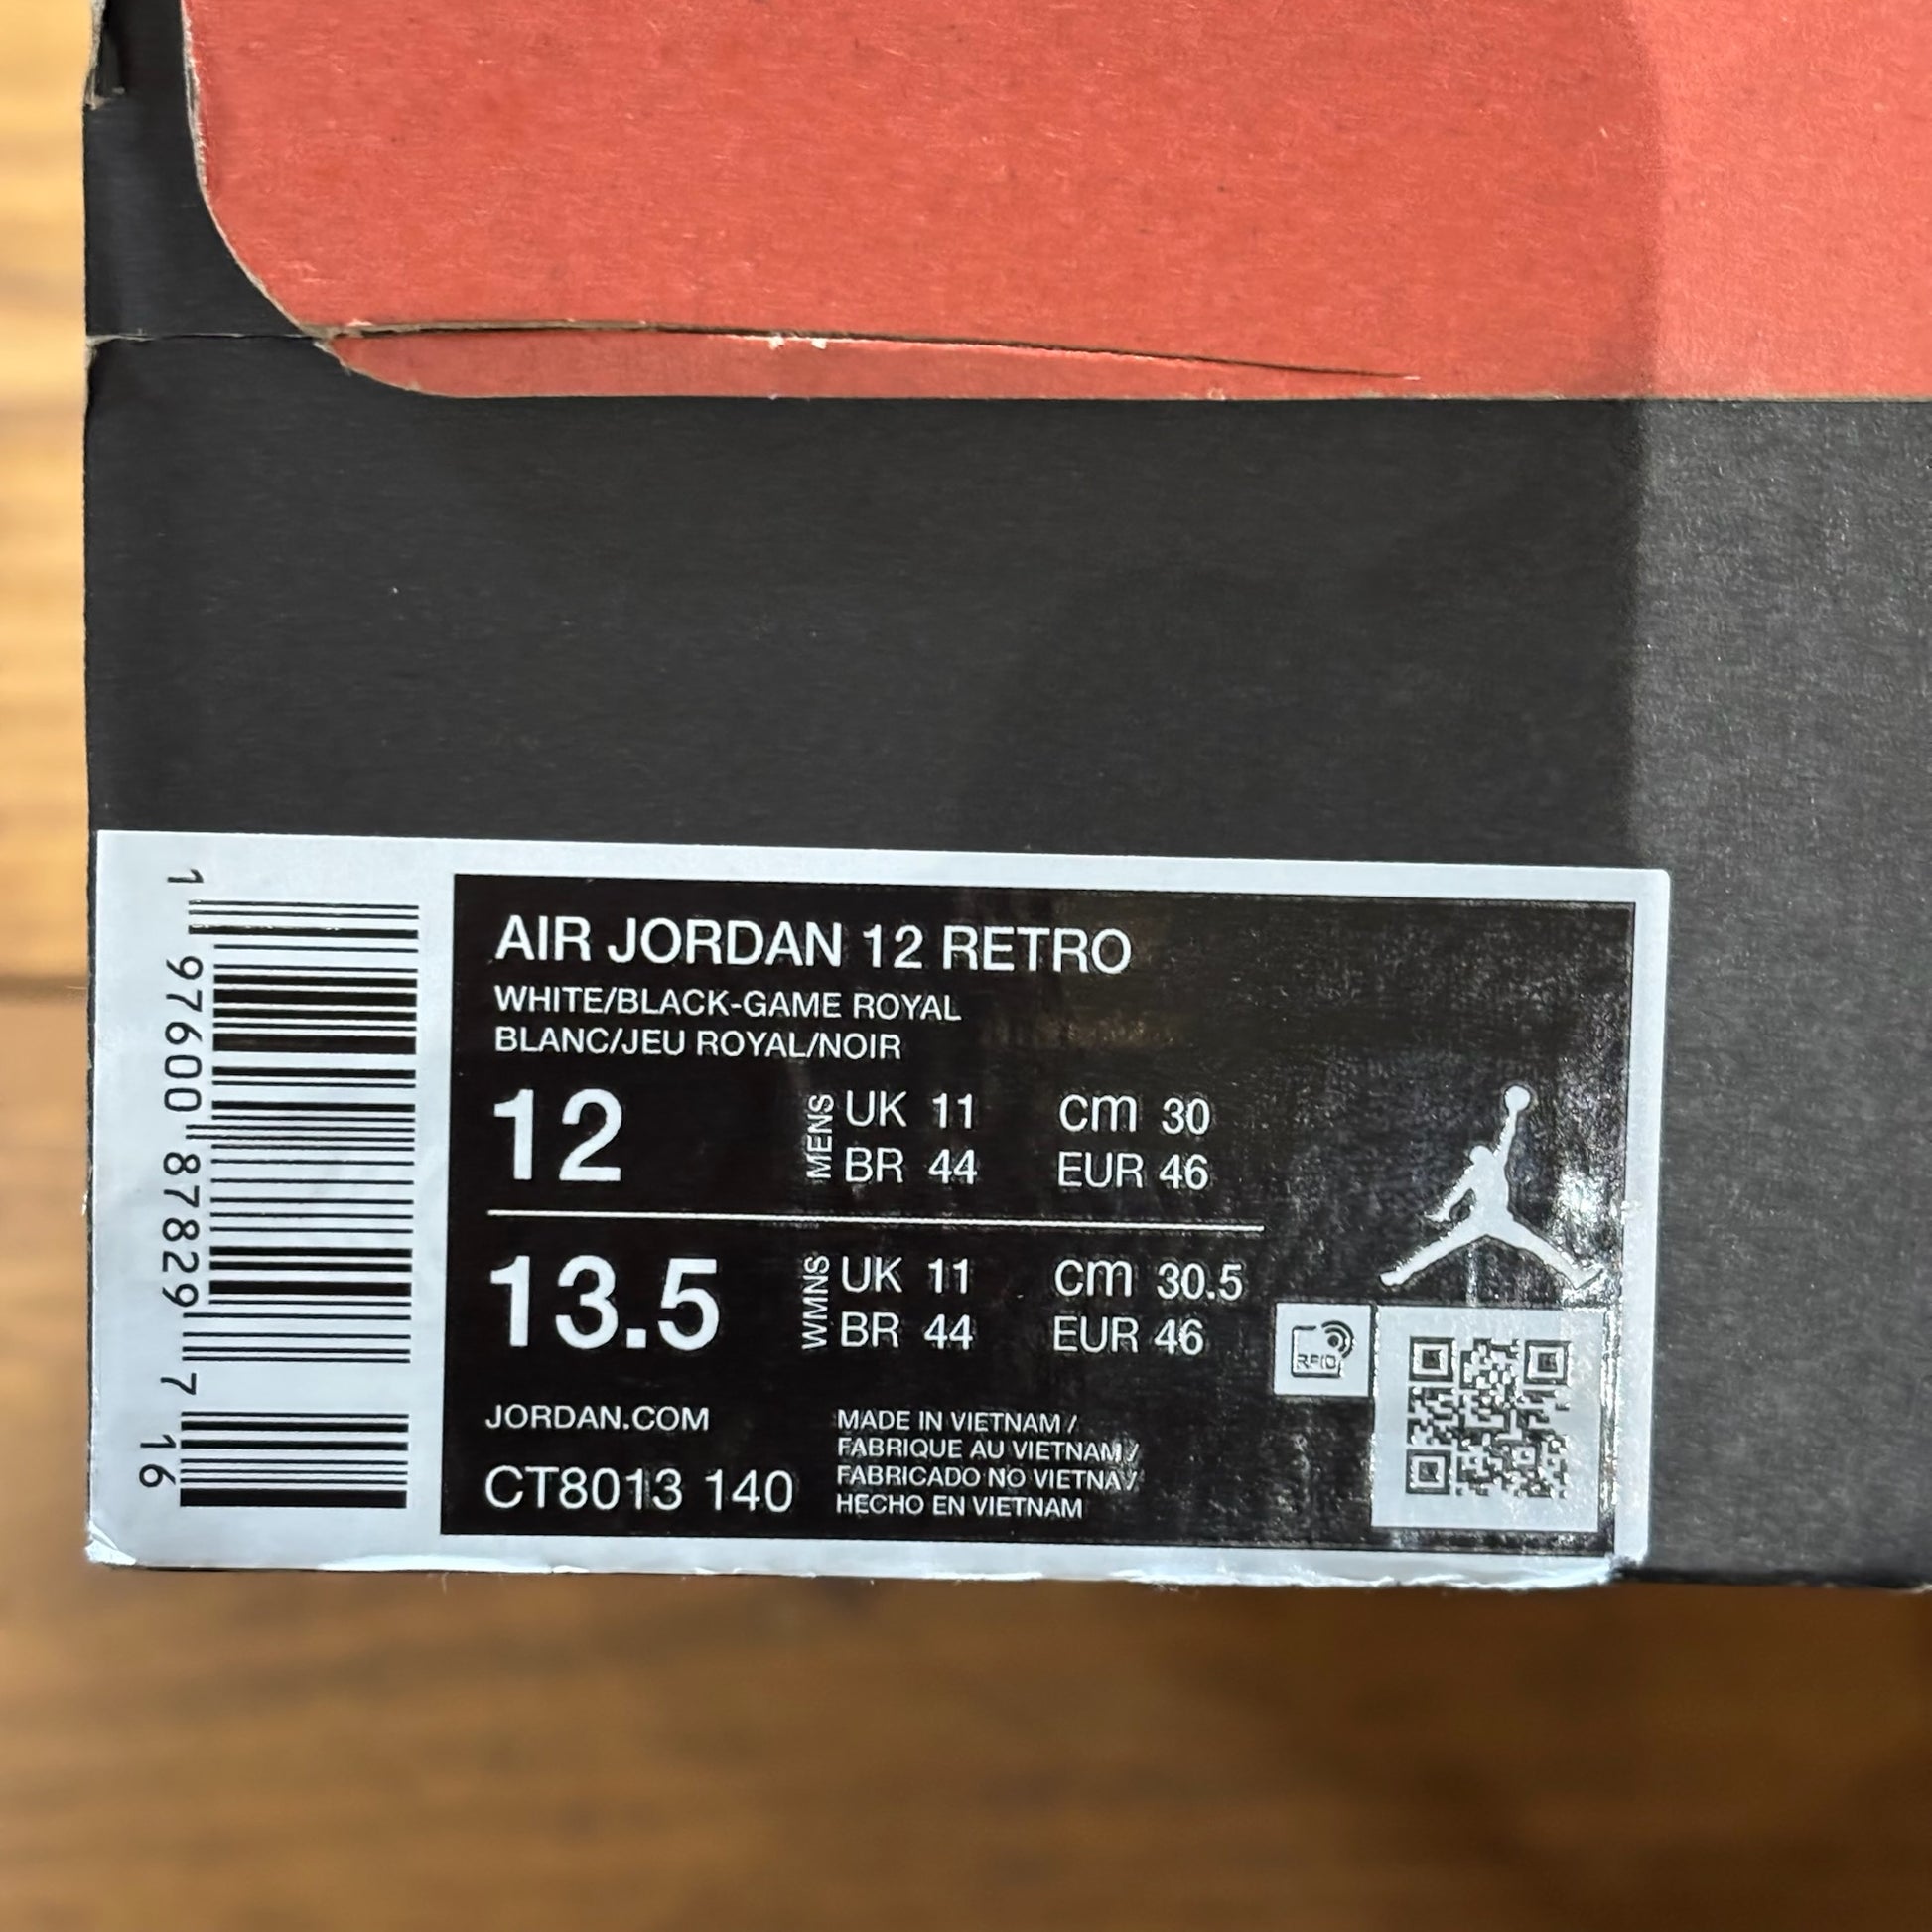 1 97600 87829 7 16
AIR JORDAN 12 RETRO
WHITE/BLACK-GAME ROYAL
BLANC/JEU ROYAL/NOIR
12 MENS UK 11 cm 30
BR 44 EUR 46
13.5 WMNS UK 11 cm 30.5
BR 44 EUR 46
RFID
JORDAN.COM
CT8013 140
MADE IN VIETNAM /
FABRIQUE AU VIETNAM /
FABRICADO NO VIETNA /
HECHO EN VIETNAM